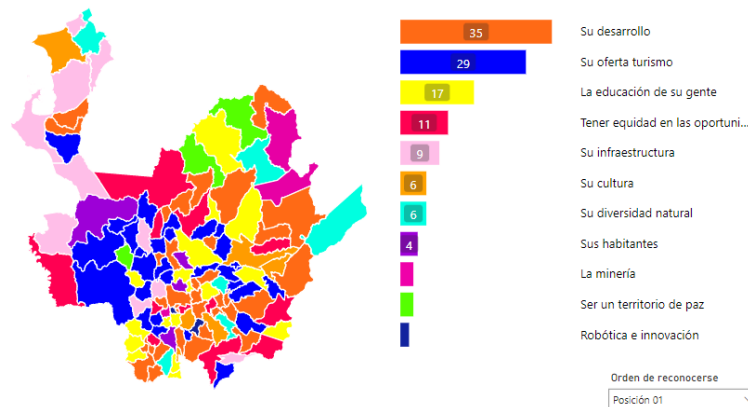 35 Su desarrollo
29 Su oferta turismo
17 La educación de su gente
11 Tener equidad en las oportuni...
9 Su infraestructura
6 Su cultura
6 Su diversidad natural
4 Sus habitantes
La minería
Ser un territorio de paz
Robótica e innovación
Orden de reconocerse
Posición 01